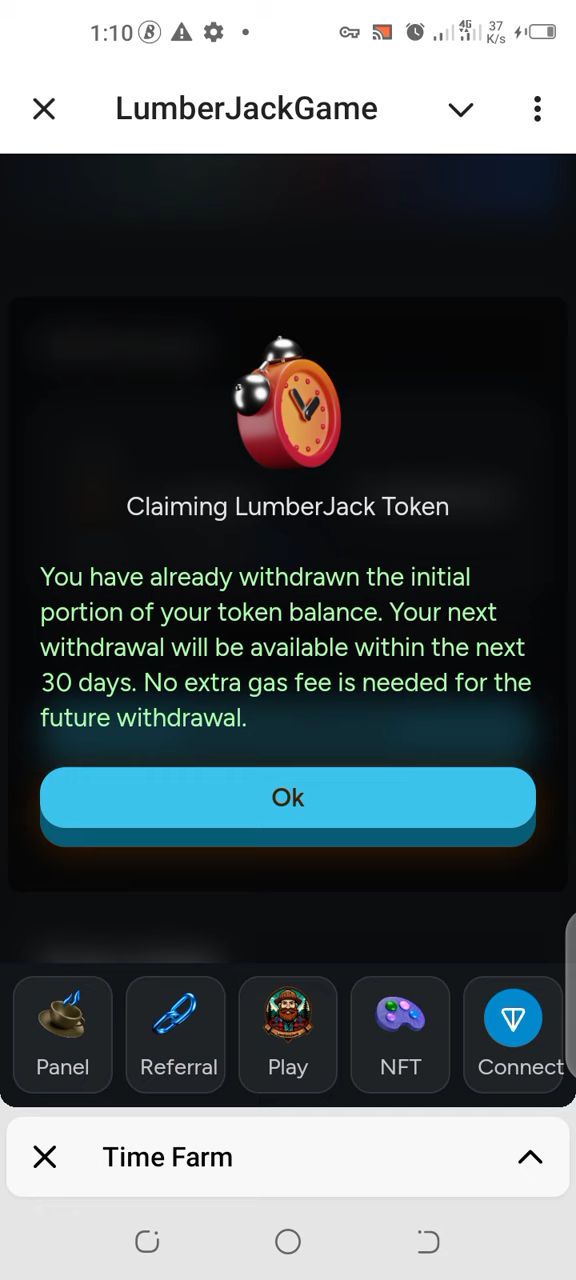 1:10
4G
37
K/s
LumberJackGame
Claiming LumberJack Token
You have already withdrawn the initial
portion of your token balance. Your next
withdrawal will be available within the next
30 days. No extra gas fee is needed for the
future withdrawal.
Ok
Panel Referral Play NFT Connect
Time Farm